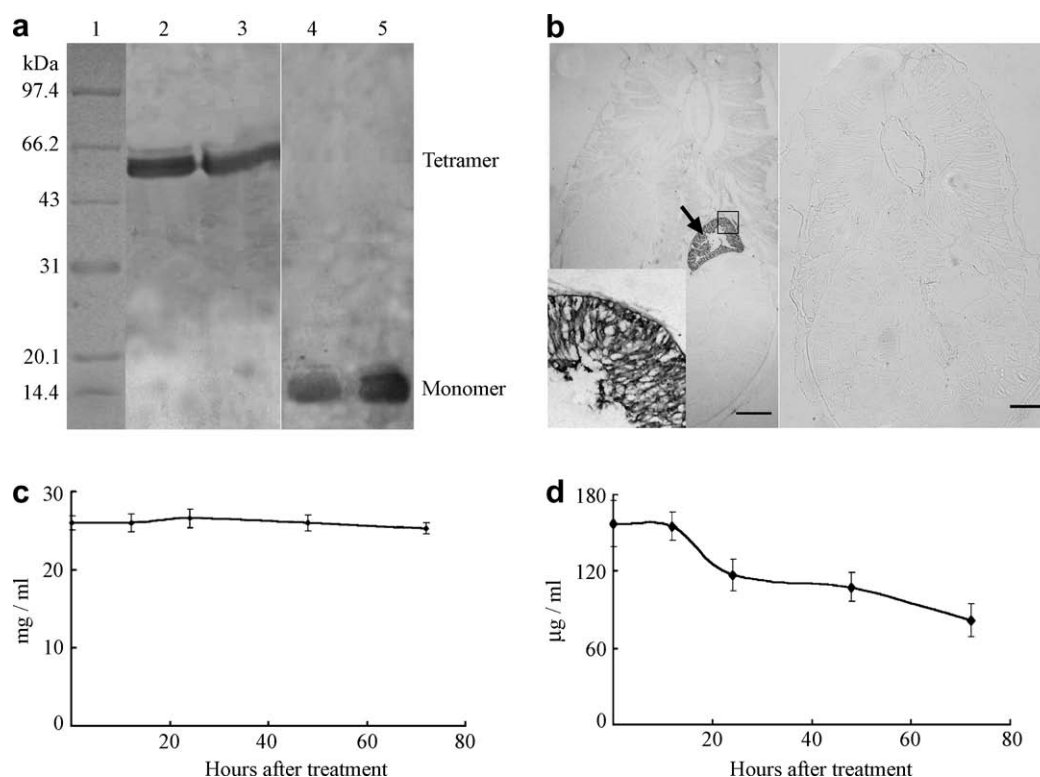 a
1 2 3 4 5
kDa
97.4
66.2
43
31
20.1
14.4
Tetramer
Monomer
b
c
30
20
10
0
mg / ml
20 40 60 80
Hours after treatment
d
180
120
60
0
µg / ml
20 40 60 80
Hours after treatment